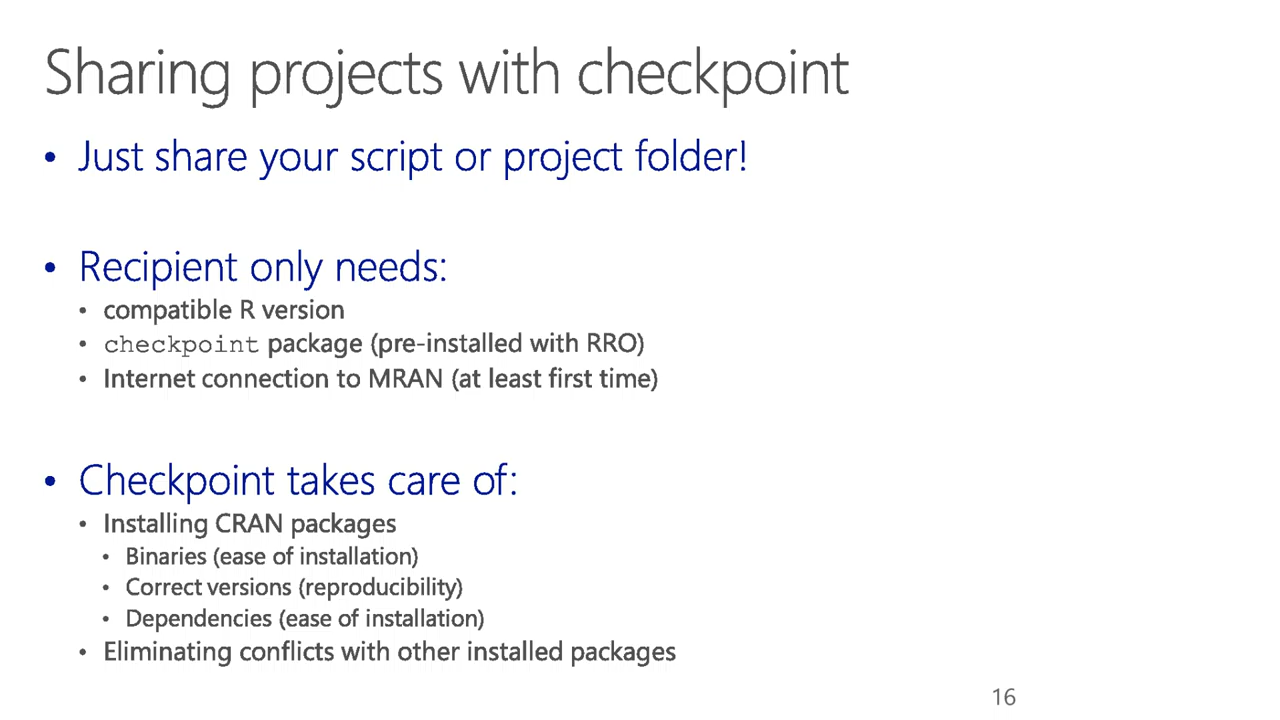 Sharing projects with checkpoint
• Just share your script or project folder!
• Recipient only needs:
• compatible R version
• checkpoint package (pre-installed with RRO)
• Internet connection to MRAN (at least first time)
• Checkpoint takes care of:
• Installing CRAN packages
• Binaries (ease of installation)
• Correct versions (reproducibility)
• Dependencies (ease of installation)
• Eliminating conflicts with other installed packages
16